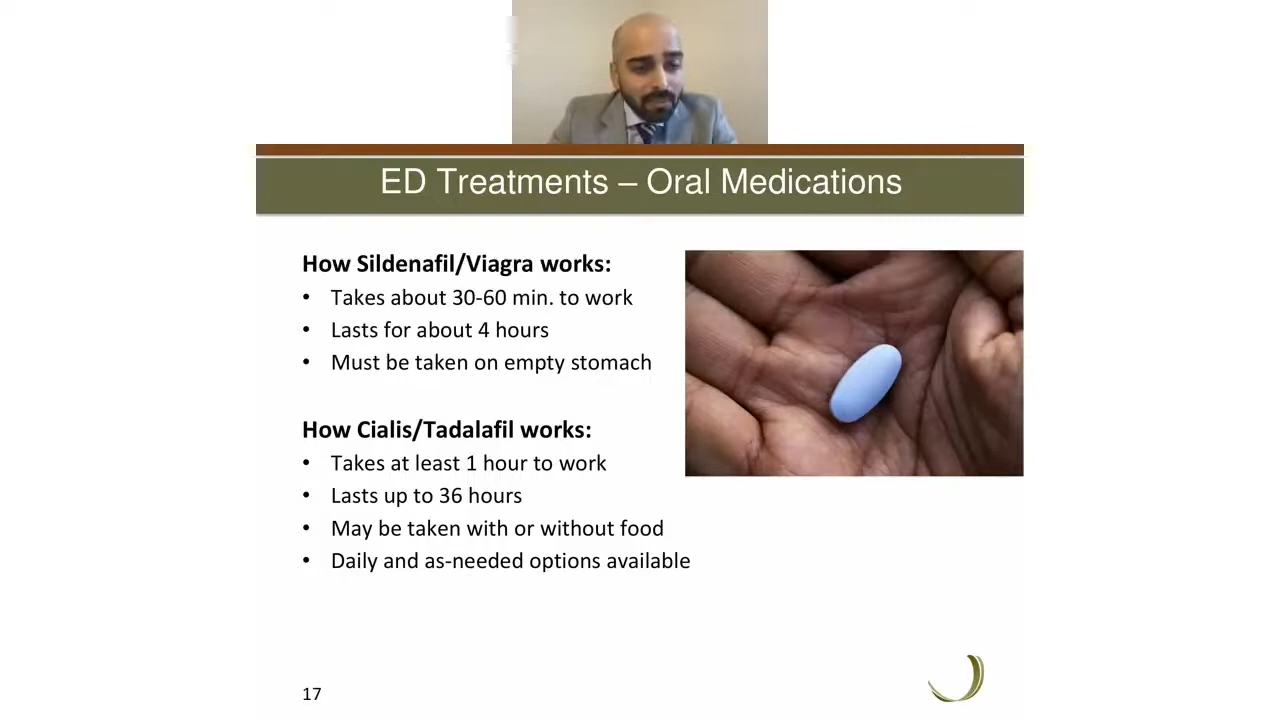 ED Treatments – Oral Medications
How Sildenafil/Viagra works:
• Takes about 30-60 min. to work
• Lasts for about 4 hours
• Must be taken on empty stomach
How Cialis/Tadalafil works:
• Takes at least 1 hour to work
• Lasts up to 36 hours
• May be taken with or without food
• Daily and as-needed options available
17